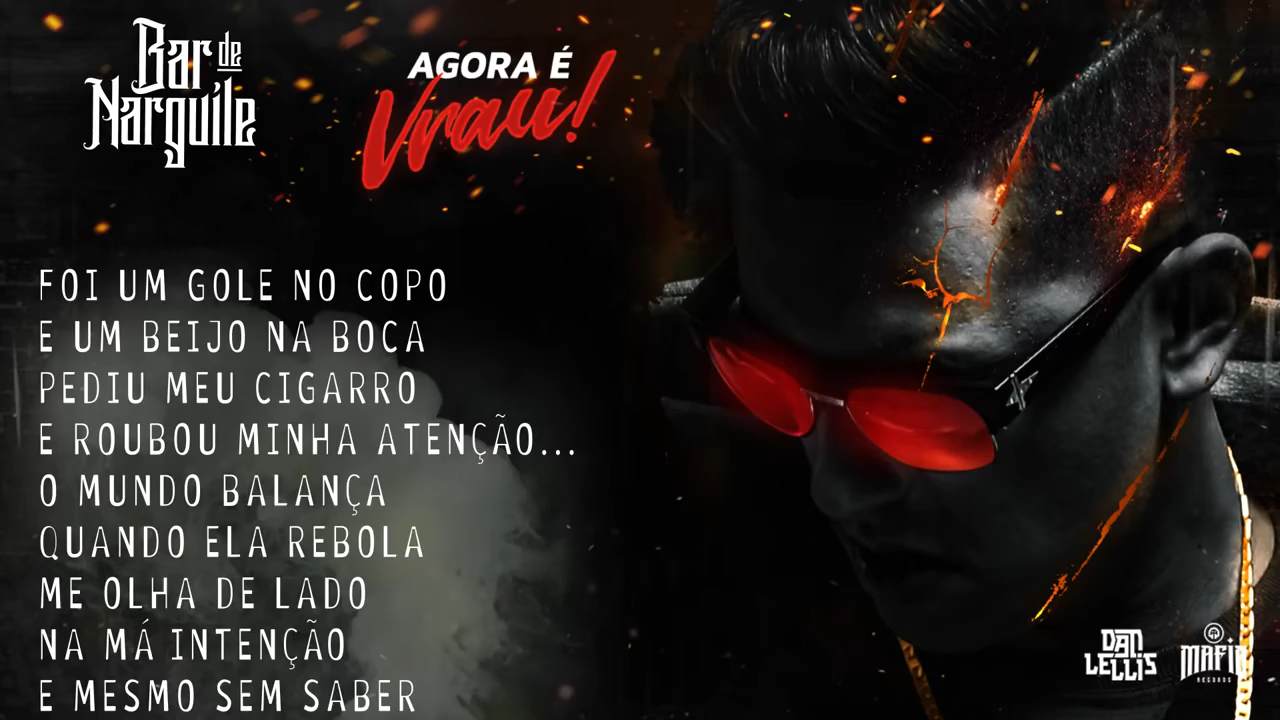 Bar de
Narguile
AGORA É
Vrau!
FOI UM GOLE NO COPO
E UM BEIJO NA BOCA
PEDIU MEU CIGARRO
E ROUBOU MINHA ATENÇÃO...
O MUNDO BALANÇA
QUANDO ELA REBOLA
ME OLHA DE LADO
NA MÁ INTENÇÃO
E MESMO SEM SABER
DAN
LELLIS
MAFIA
RECORDS